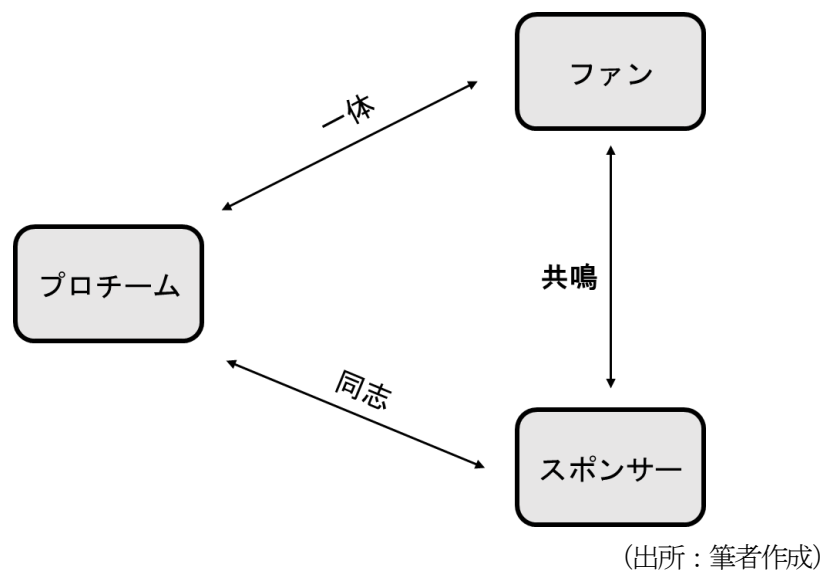 ファン
一体
プロチーム
共鳴
同志
スポンサー
（出所：筆者作成）